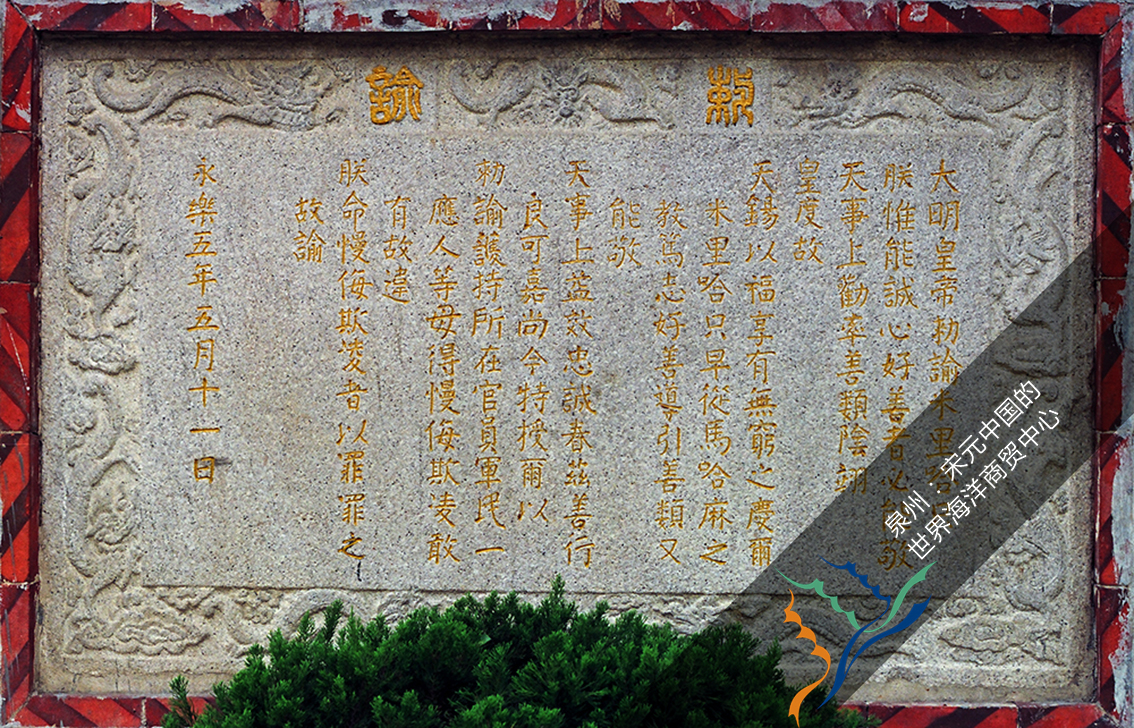 敕諭
大明皇帝勅諭米里哈只
朕惟能誠心好善者必能敬
天事上勸率善類陰翊
皇度故
天錫以福享有無窮之慶爾
米里哈只早從馬哈麻之
教篤志好善導引善類又
能敬
天事上益效忠誠眷茲善行
良可嘉尚今特授爾以
勅諭護持所在官員軍民一
應人等毋得慢侮欺凌敢
有故違
朕命慢侮欺凌者以罪罪之
故諭
永樂五年五月十一日
泉州：宋元中国的
世界海洋商贸中心